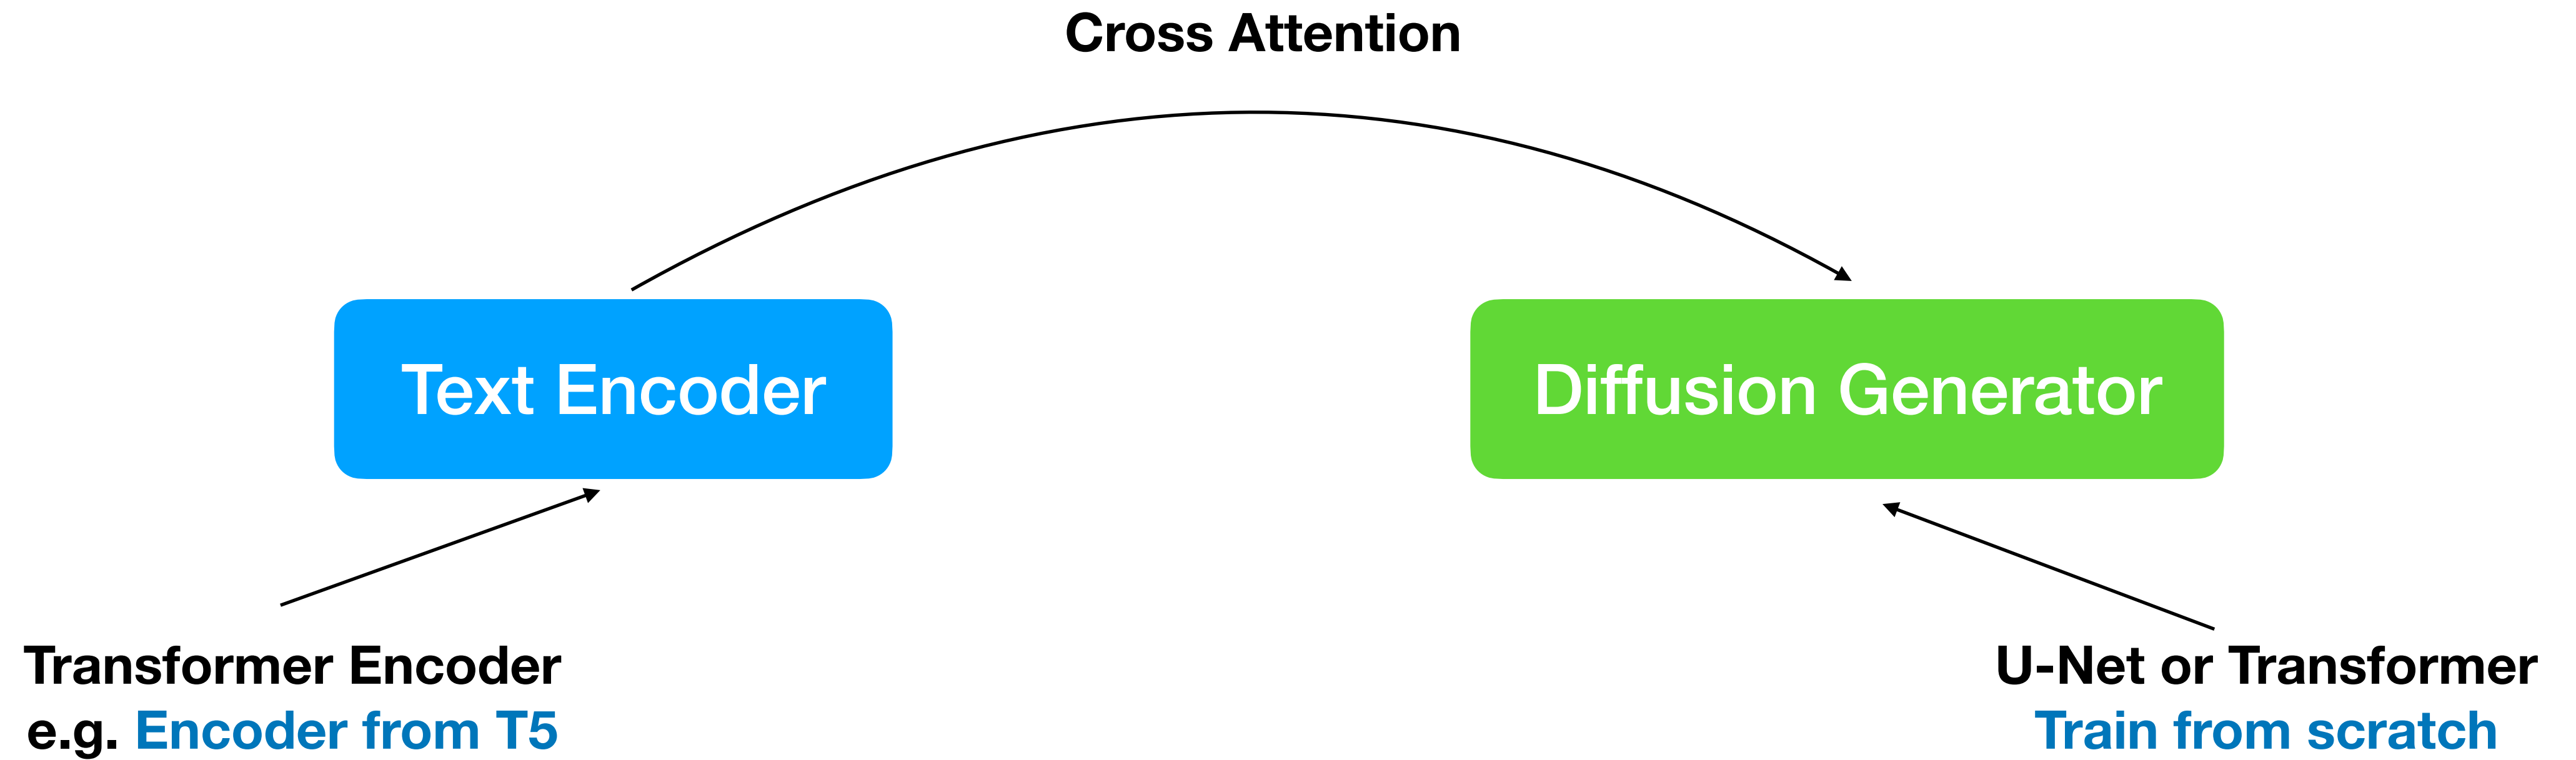 Cross Attention
Text Encoder
Diffusion Generator
Transformer Encoder
e.g. Encoder from T5
U-Net or Transformer
Train from scratch